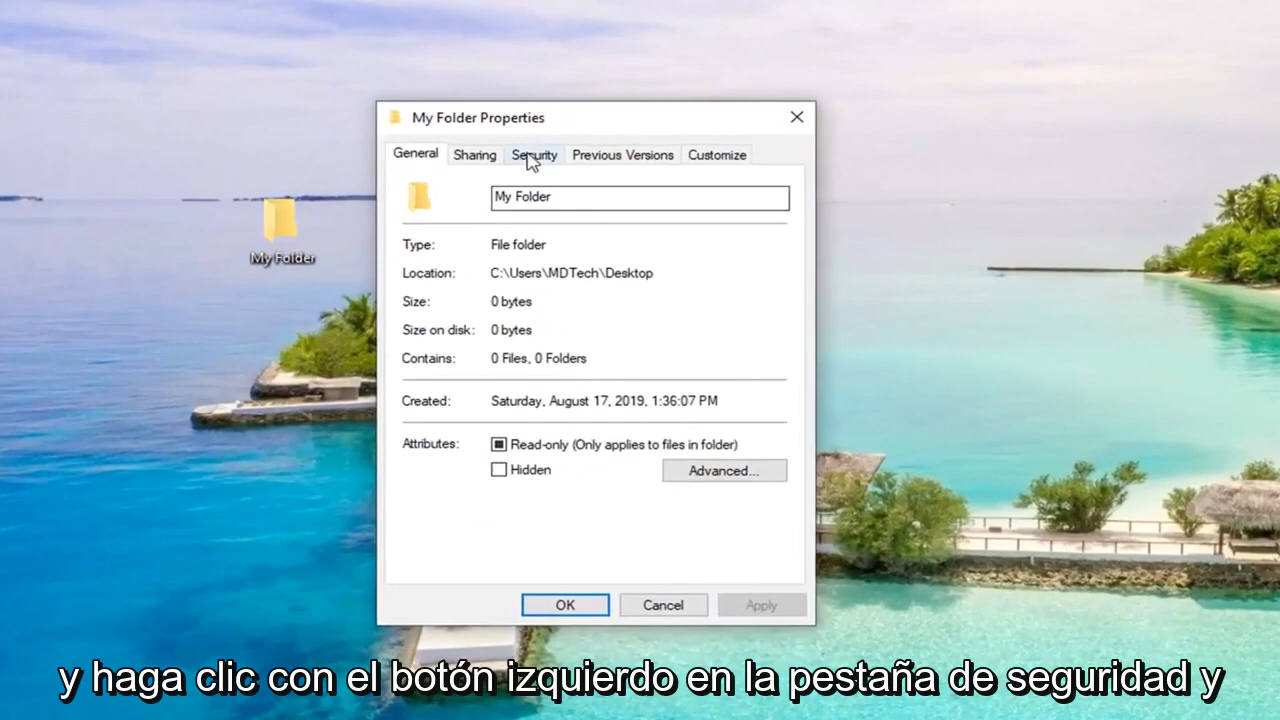 My Folder Properties
General Sharing Security Previous Versions Customize
My Folder
My Folder
Type: File folder
Location: C:\Users\MDTech\Desktop
Size: 0 bytes
Size on disk: 0 bytes
Contains: 0 Files, 0 Folders
Created: Saturday, August 17, 2019, 1:36:07 PM
Attributes: Read-only (Only applies to files in folder)
Hidden Advanced...
OK Cancel Apply
y haga clic con el botón izquierdo en la pestaña de seguridad y